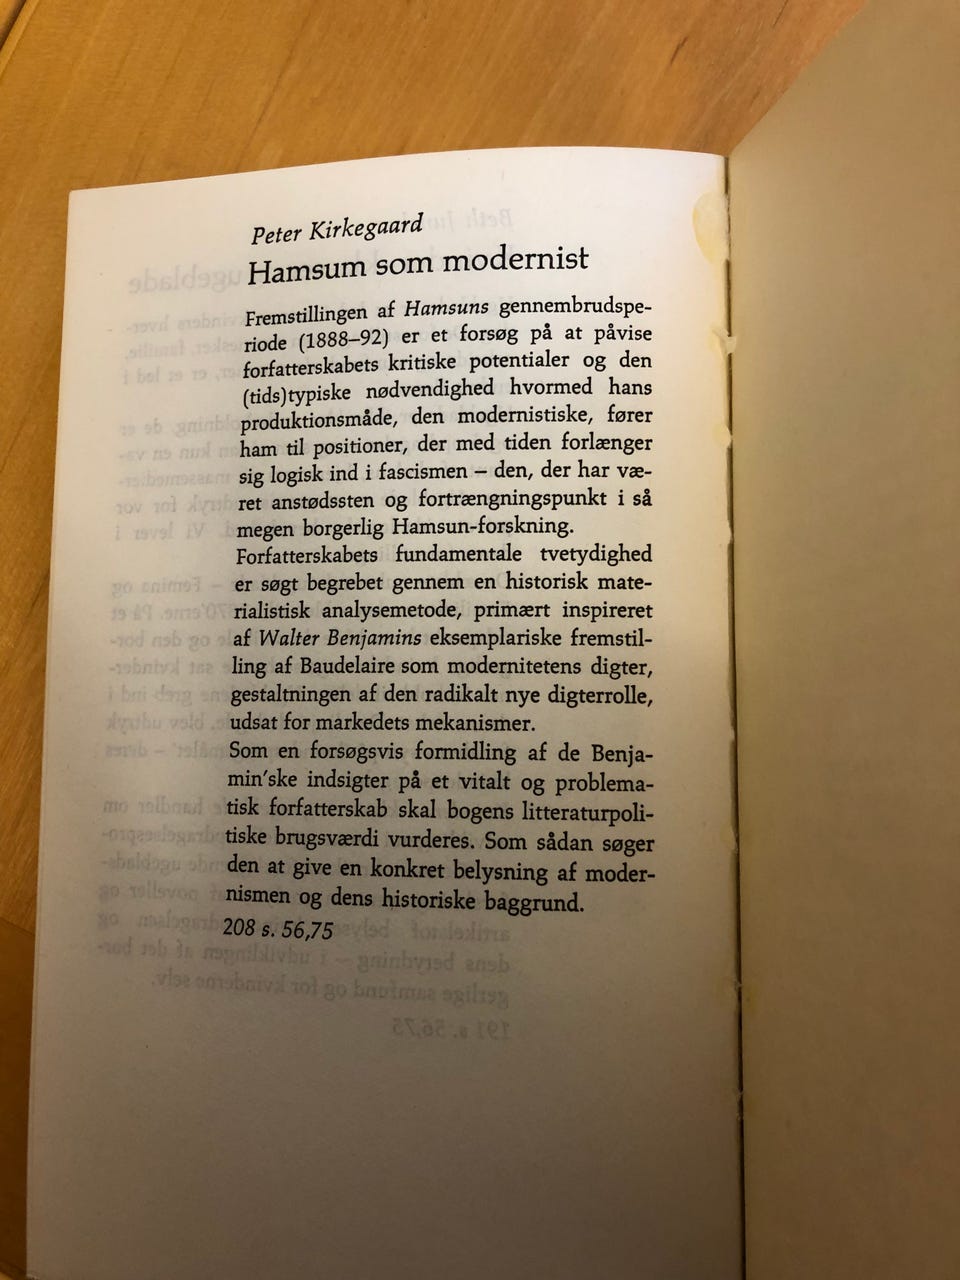 Peter Kirkegaard
Hamsum som modernist
Fremstillingen af Hamsuns gennembrudspe-
riode (1888–92) er et forsøg på at påvise
forfatterskabets kritiske potentialer og den
(tids)typiske nødvendighed hvormed hans
produktionsmåde, den modernistiske, fører
ham til positioner, der med tiden forlænger
sig logisk ind i fascismen – den, der har væ-
ret anstødssten og fortrængningspunkt i så
megen borgerlig Hamsun-forskning.
Forfatterskabets fundamentale tvetydighed
er søgt begrebet gennem en historisk mate-
rialistisk analysemetode, primært inspireret
af Walter Benjamins eksemplariske fremstil-
ling af Baudelaire som modernitetens digter,
gestaltningen af den radikalt nye digterrolle,
udsat for markedets mekanismer.
Som en forsøgsvis formidling af de Benja-
min'ske indsigter på et vitalt og problema-
tisk forfatterskab skal bogens litteraturpoli-
tiske brugsværdi vurderes. Som sådan søger
den at give en konkret belysning af moder-
nismen og dens historiske baggrund.
208 s. 56,75